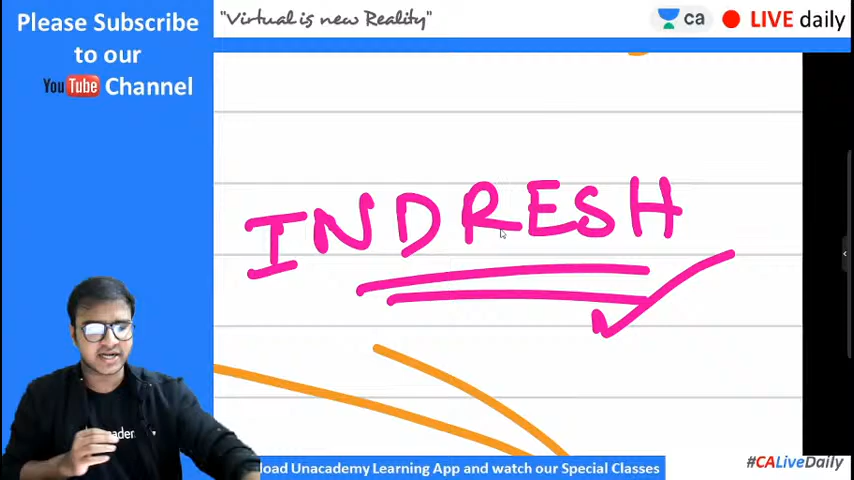 Please Subscribe
to our
YouTube Channel
"Virtual is new Reality"
ca
LIVE daily
INDRESH
ader
load Unacademy Learning App and watch our Special Classes
#CALiveDaily